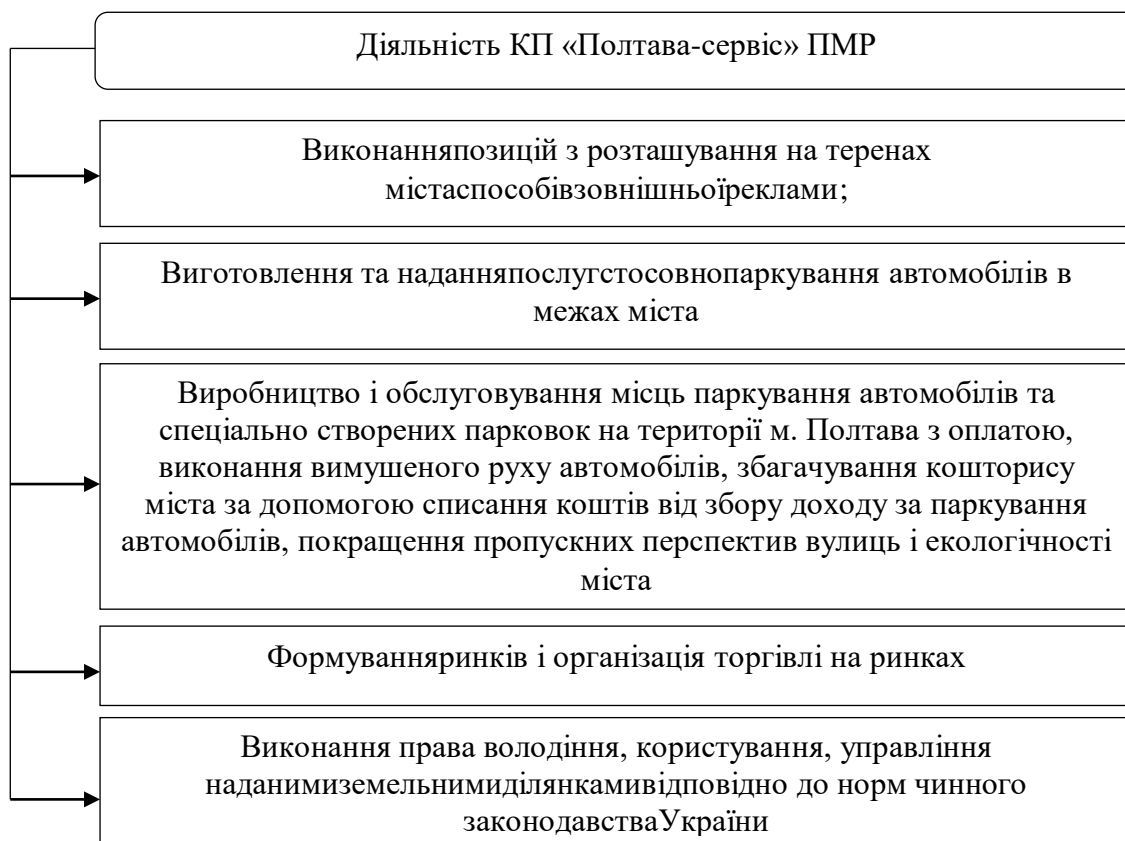 Діяльність КП «Полтава-сервіс» ПМР
Виконанняпозицій з розташування на теренах
містаспособівзовнішньоїреклами;
Виготовлення та наданняпослугстосовнопаркування автомобілів в
межах міста
Виробництво і обслуговування місць паркування автомобілів та
спеціально створених парковок на території м. Полтава з оплатою,
виконання вимушеного руху автомобілів, збагачування кошторису
міста за допомогою списання коштів від збору доходу за паркування
автомобілів, покращення пропускних перспектив вулиць і екологічності
міста
Формуванняринків і організація торгівлі на ринках
Виконання права володіння, користування, управління
наданимиземельнимиділянкамивідповідно до норм чинного
законодавстваУкраїни